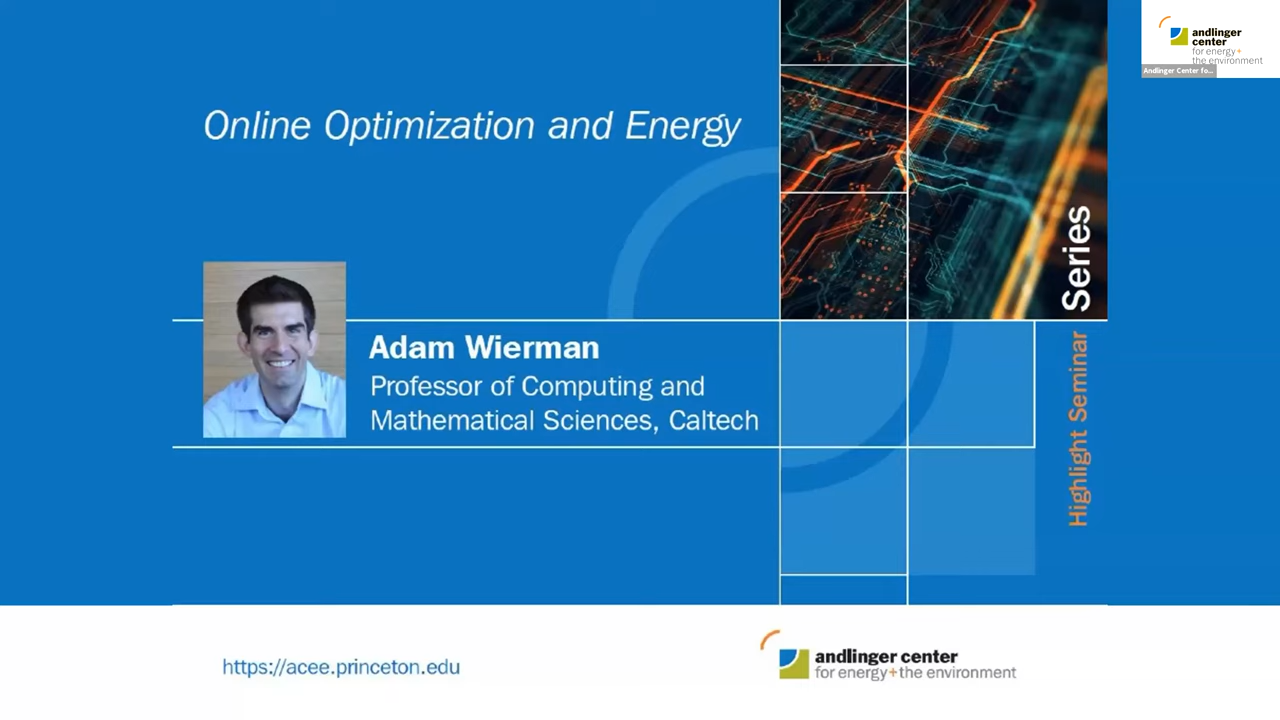 Online Optimization and Energy
Adam Wierman
Professor of Computing and
Mathematical Sciences, Caltech
Highlight Seminar Series
https://acee.princeton.edu
andlinger center
for energy+the environment
andlinger
center
for energy+
the environment
Andlinger Center fo...